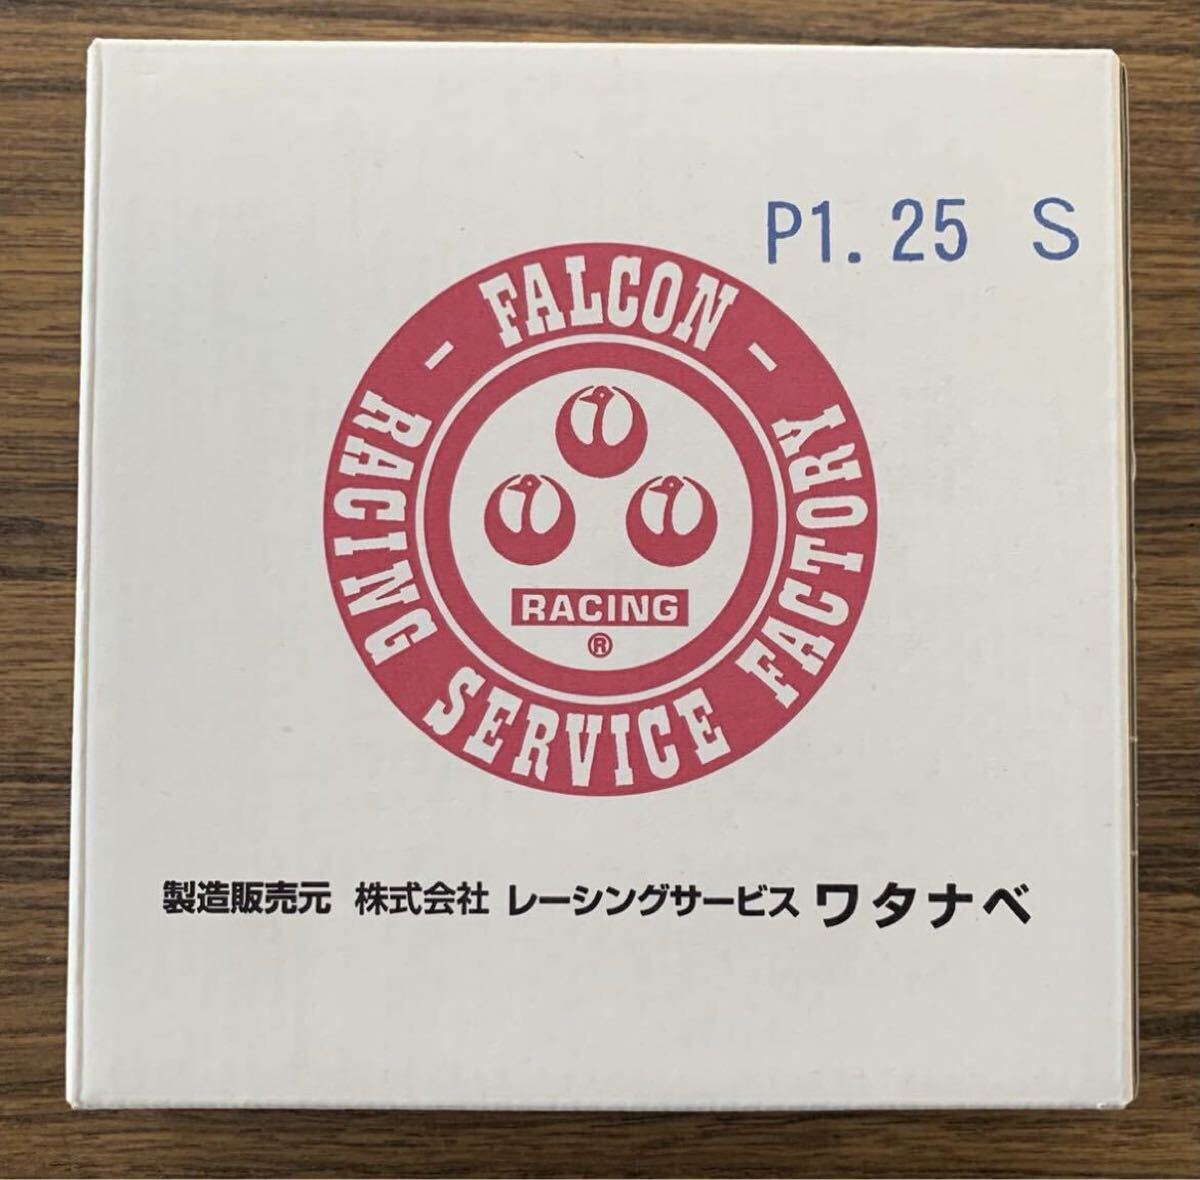 P1.25 S
- FALCON -
RACING SERVICE FACTORY
RACING
®
製造販売元 株式会社 レーシングサービス ワタナベ